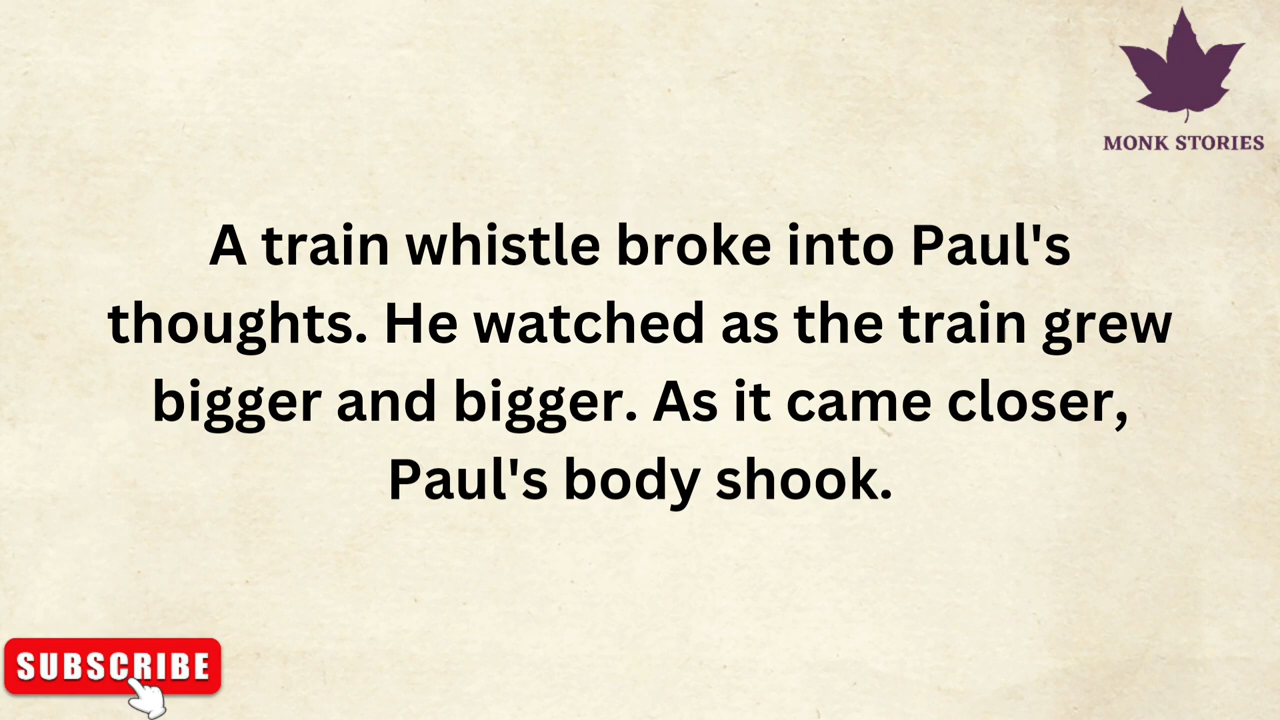 MONK STORIES
A train whistle broke into Paul's
thoughts. He watched as the train grew
bigger and bigger. As it came closer,
Paul's body shook.
SUBSCRIBE